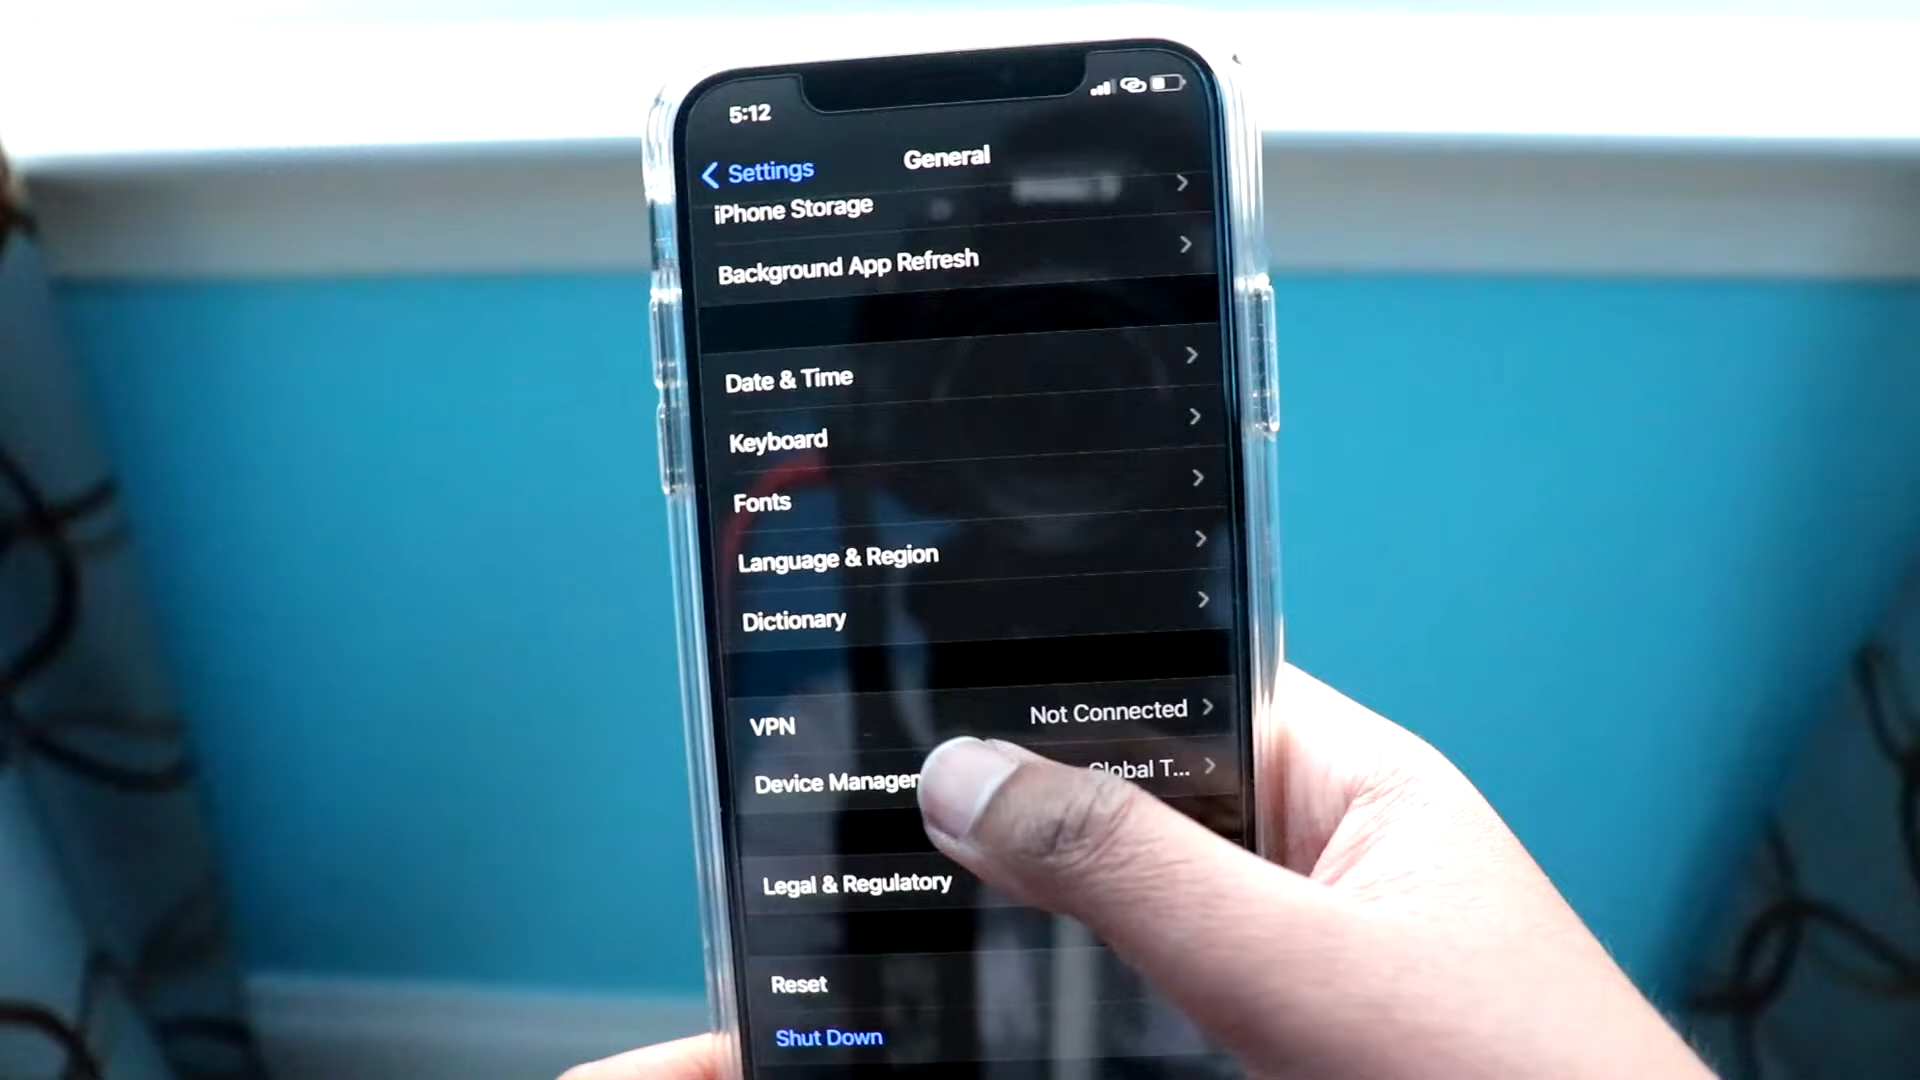 5:12
Settings
General
iPhone Storage
Background App Refresh
Date & Time
Keyboard
Fonts
Language & Region
Dictionary
VPN Not Connected
Device Managem Global T...
Legal & Regulatory
Reset
Shut Down